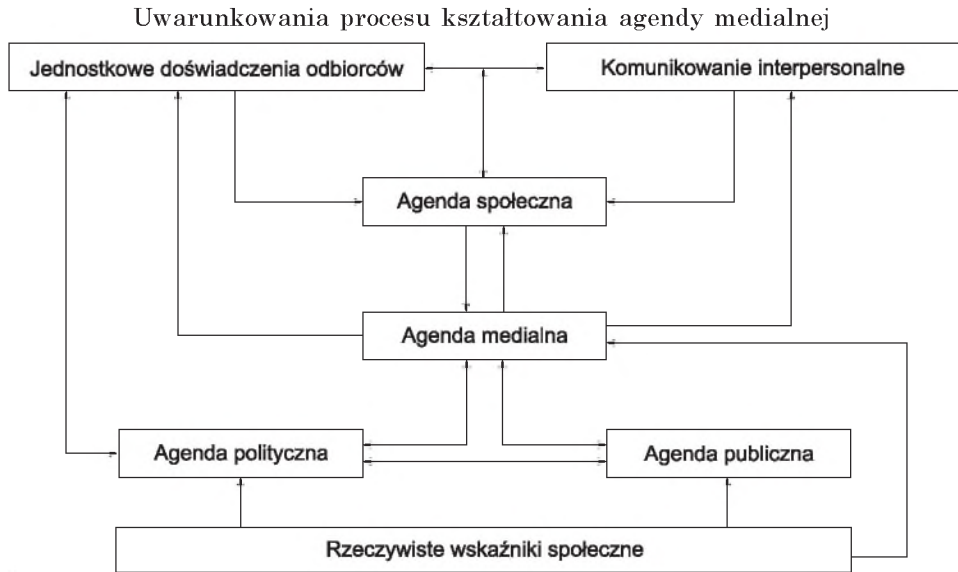 Uwarunkowania procesu kształtowania agendy medialnej
Jednostkowe doświadczenia odbiorców
Komunikowanie interpersonalne
Agenda społeczna
Agenda medialna
Agenda polityczna
Agenda publiczna
Rzeczywiste wskaźniki społeczne